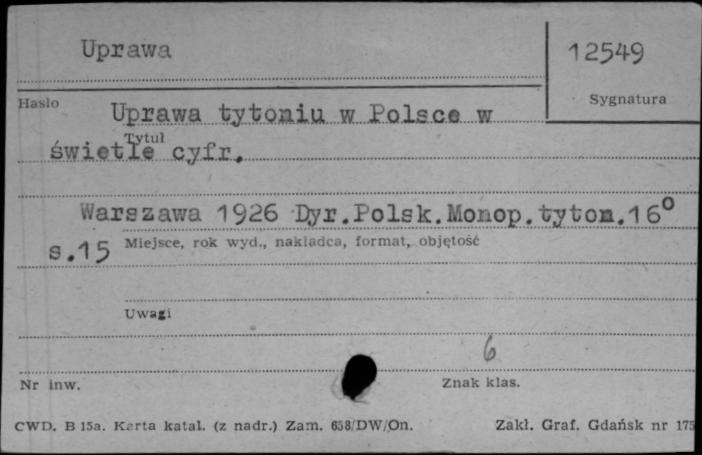 Uprawa
12549
Hasło
Sygnatura
Uprawa tytoniu w Polsce w
Tytuł
świetle cyfr.
Warszawa 1926 Dyr.Polsk.Monop.tyton.16°
Miejsce, rok wyd., nakładca, format, objętość
s.15
Uwagi
6
Nr inw.
Znak klas.
CWD. B 15a. Karta katal. (z nadr.) Zam. 658/DW/On.
Zakł. Graf. Gdańsk nr 175